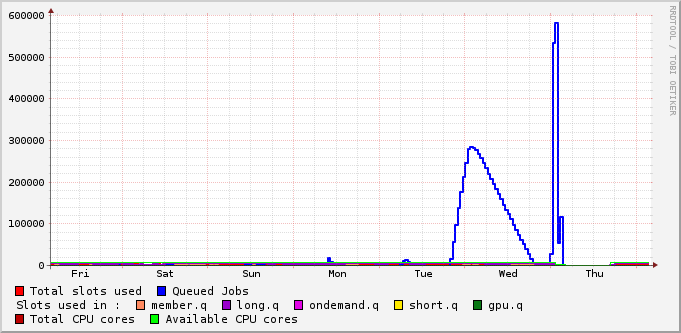 600000
500000
400000
300000
200000
100000
0
Fri Sat Sun Mon Tue Wed Thu
Total slots used Queued Jobs
Slots used in : member.q long.q ondemand.q short.q gpu.q
Total CPU cores Available CPU cores
RRDTOOL / TOBI OETIKER